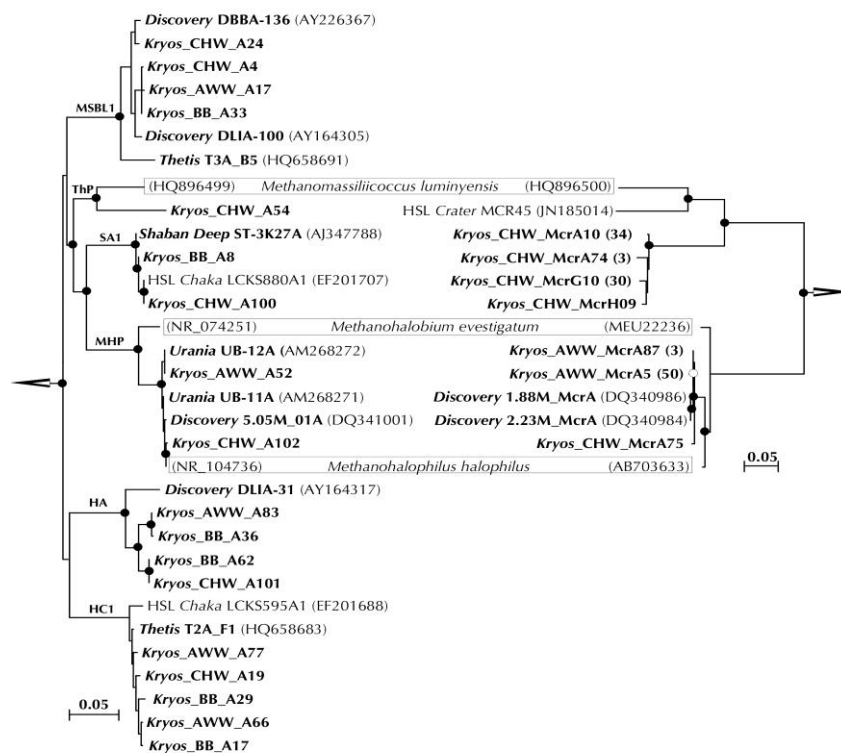 Discovery DBBA-136 (AY226367)
Kryos_CHW_A24
Kryos_CHW_A4
Kryos_AWW_A17
MSBL1
Kryos_BB_A33
Discovery DLIA-100 (AY164305)
Thetis T3A_B5 (HQ658691)
ThP
(HQ896499) Methanomassiliicoccus luminyensis (HQ896500)
Kryos_CHW_A54 HSL Crater MCR45 (JN185014)
SA1
Shaban Deep ST-3K27A (AJ347788) Kryos_CHW_McrA10 (34)
Kryos_BB_A8 Kryos_CHW_McrA74 (3)
HSL Chaka LCKS880A1 (EF201707) Kryos_CHW_McrG10 (30)
Kryos_CHW_A100 Kryos_CHW_McrH09
(NR_074251) Methanohalobium evestigatum (MEU22236)
MHP
Urania UB-12A (AM268272) Kryos_AWW_McrA87 (3)
Kryos_AWW_A52 Kryos_AWW_McrA5 (50)
Urania UB-11A (AM268271) Discovery 1.88M_McrA (DQ340986)
Discovery 5.05M_01A (DQ341001) Discovery 2.23M_McrA (DQ340984)
Kryos_CHW_A102 Kryos_CHW_McrA75
0.05
(NR_104736) Methanohalophilus halophilus (AB703633)
Discovery DLIA-31 (AY164317)
HA
Kryos_AWW_A83
Kryos_BB_A36
Kryos_BB_A62
Kryos_CHW_A101
HC1
HSL Chaka LCKS595A1 (EF201688)
Thetis T2A_F1 (HQ658683)
Kryos_AWW_A77
Kryos_CHW_A19
Kryos_BB_A29
0.05
Kryos_AWW_A66
Kryos_BB_A17